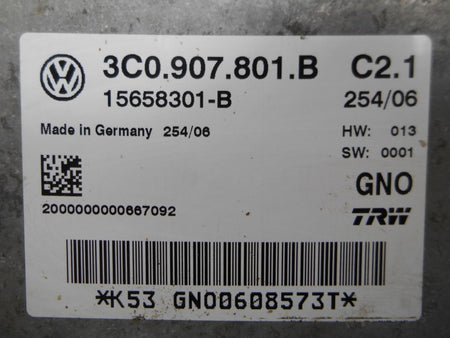 3C0.907.801.B C2.1
15658301-B 254/06
Made in Germany 254/06 HW: 013
SW: 0001
GNO
2000000000667092
TRW
*K53 GNO0608573T*